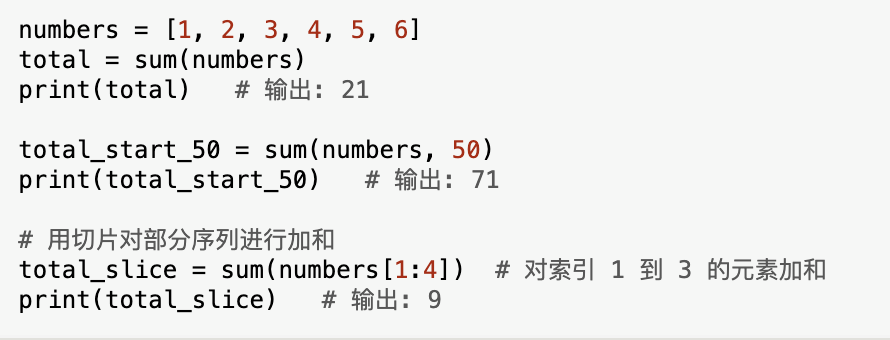 numbers = [1, 2, 3, 4, 5, 6]
total = sum(numbers)
print(total)   # 输出: 21
total_start_50 = sum(numbers, 50)
print(total_start_50)   # 输出: 71
# 用切片对部分序列进行加和
total_slice = sum(numbers[1:4])  # 对索引 1 到 3 的元素加和
print(total_slice)   # 输出: 9